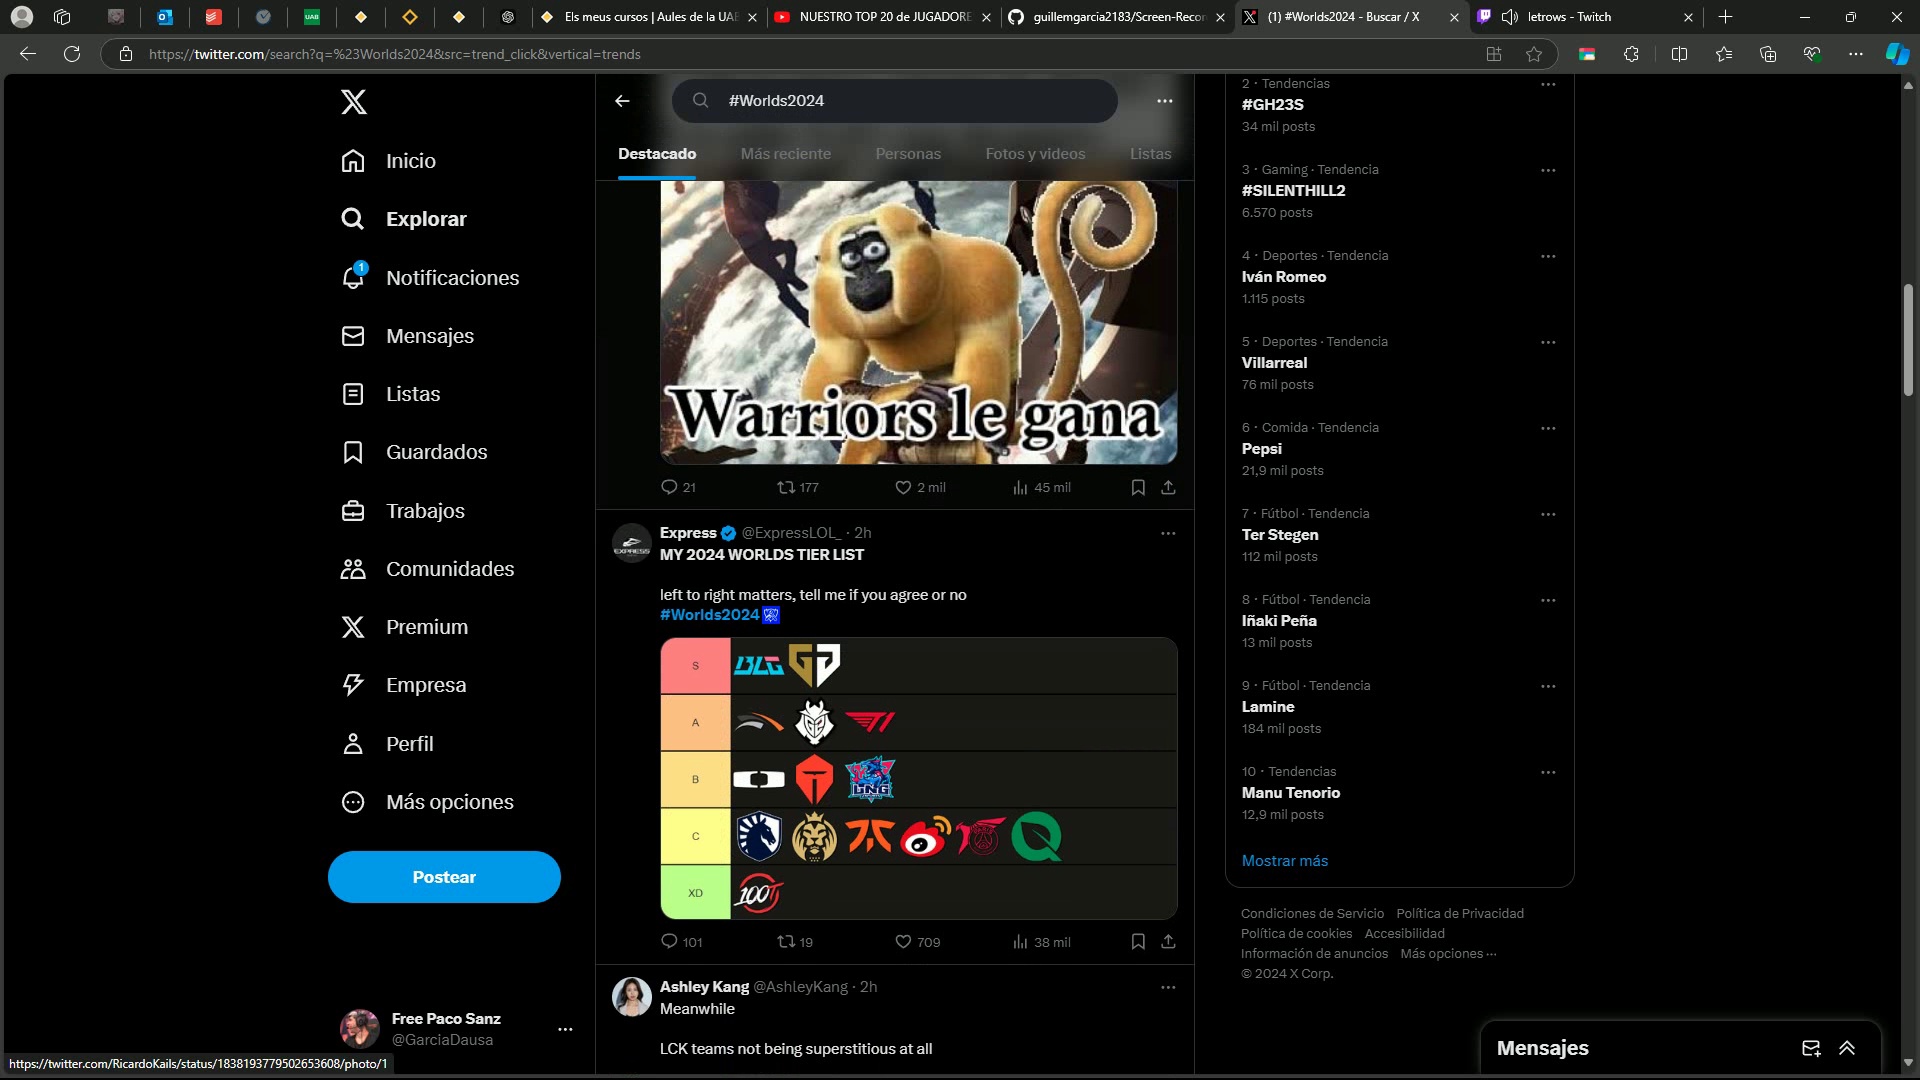 Els meus cursos | Aules de la UAB
NUESTRO TOP 20 de JUGADORE
guillemgarcia2183/Screen-Recor
(1) #Worlds2024 - Buscar / X
letrows - Twitch
https://twitter.com/search?q=%23Worlds2024&src=trend_click&vertical=trends
Inicio
Explorar
1
Notificaciones
Mensajes
Listas
Guardados
Trabajos
Comunidades
Premium
Empresa
Perfil
Más opciones
Postear
Free Paco Sanz
@GarciaDausa
https://twitter.com/RicardoKails/status/1838193779502653608/photo/1
#Worlds2024
Destacado
Más reciente
Personas
Fotos y videos
Listas
Warriors le gana
21
177
2 mil
45 mil
Express @ExpressLOL_ · 2h
MY 2024 WORLDS TIER LIST
left to right matters, tell me if you agree or no
#Worlds2024
S
BLG
A
T1
B
LNG
C
XD
100T
101
19
709
38 mil
Ashley Kang @AshleyKang · 2h
Meanwhile
LCK teams not being superstitious at all
2 · Tendencias
#GH23S
34 mil posts
3 · Gaming · Tendencia
#SILENTHILL2
6.570 posts
4 · Deportes · Tendencia
Iván Romeo
1.115 posts
5 · Deportes · Tendencia
Villarreal
76 mil posts
6 · Comida · Tendencia
Pepsi
21,9 mil posts
7 · Fútbol · Tendencia
Ter Stegen
112 mil posts
8 · Fútbol · Tendencia
Iñaki Peña
13 mil posts
9 · Fútbol · Tendencia
Lamine
184 mil posts
10 · Tendencias
Manu Tenorio
12,9 mil posts
Mostrar más
Condiciones de Servicio Política de Privacidad
Política de cookies Accesibilidad
Información de anuncios Más opciones ···
© 2024 X Corp.
Mensajes